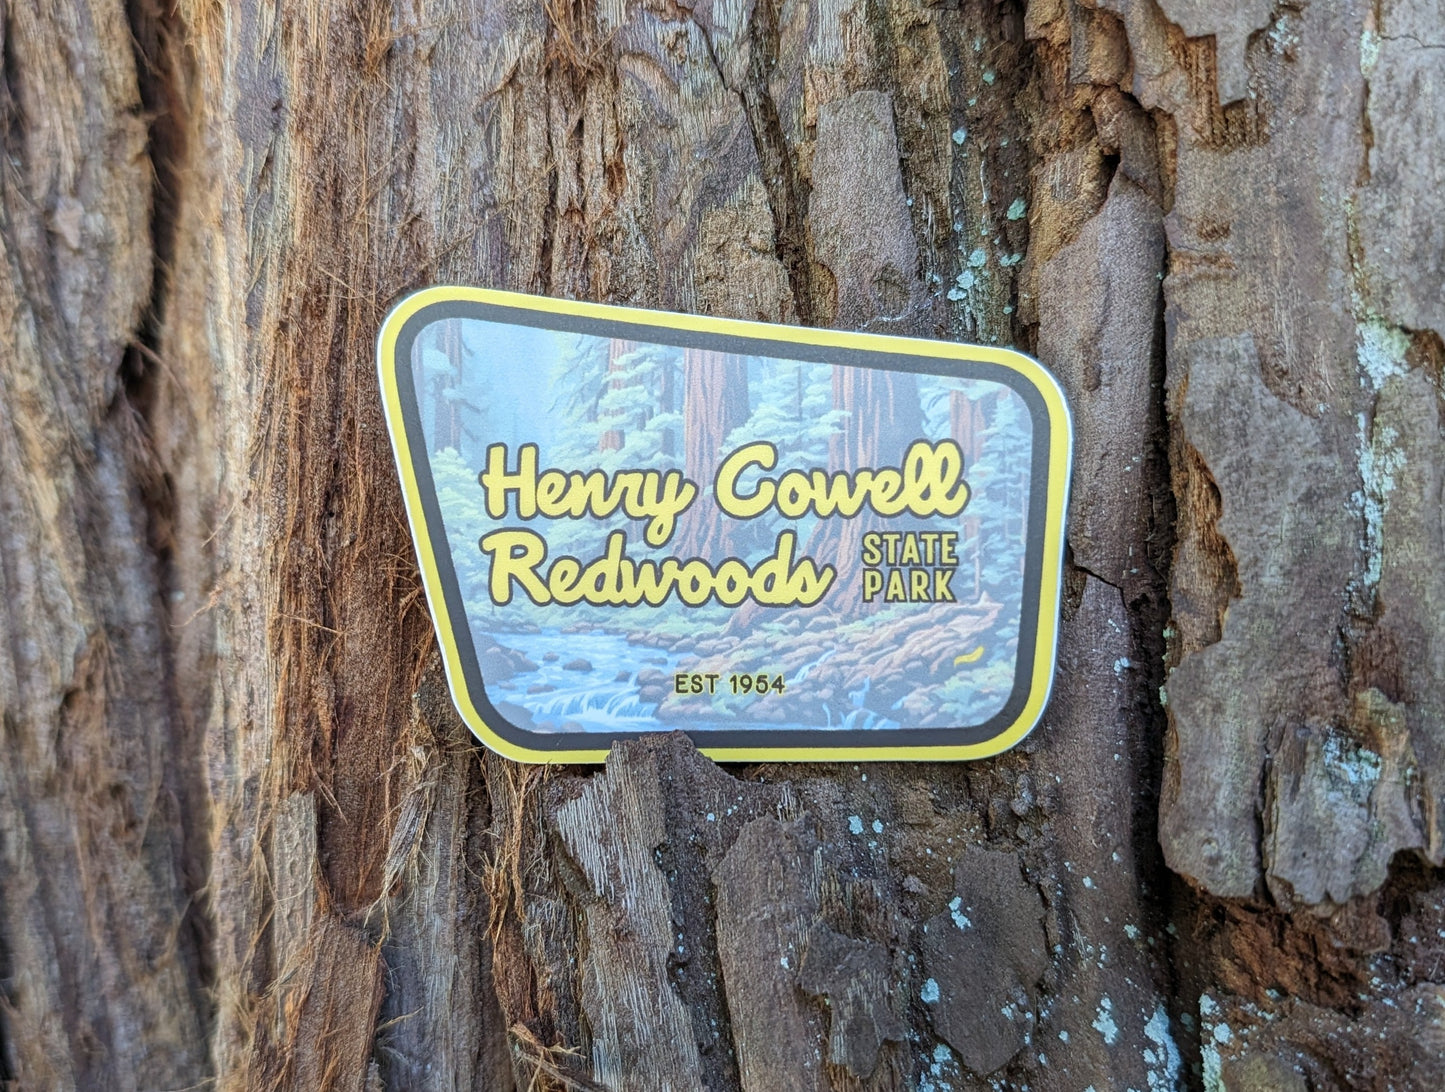 Henry Cowell
Redwoods STATE PARK
EST 1954